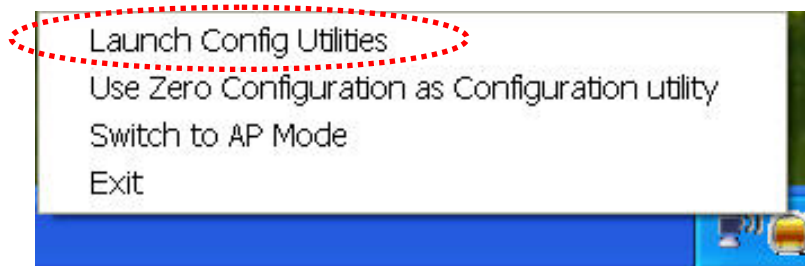 Launch Config Utilities
Use Zero Configuration as Configuration utility
Switch to AP Mode
Exit